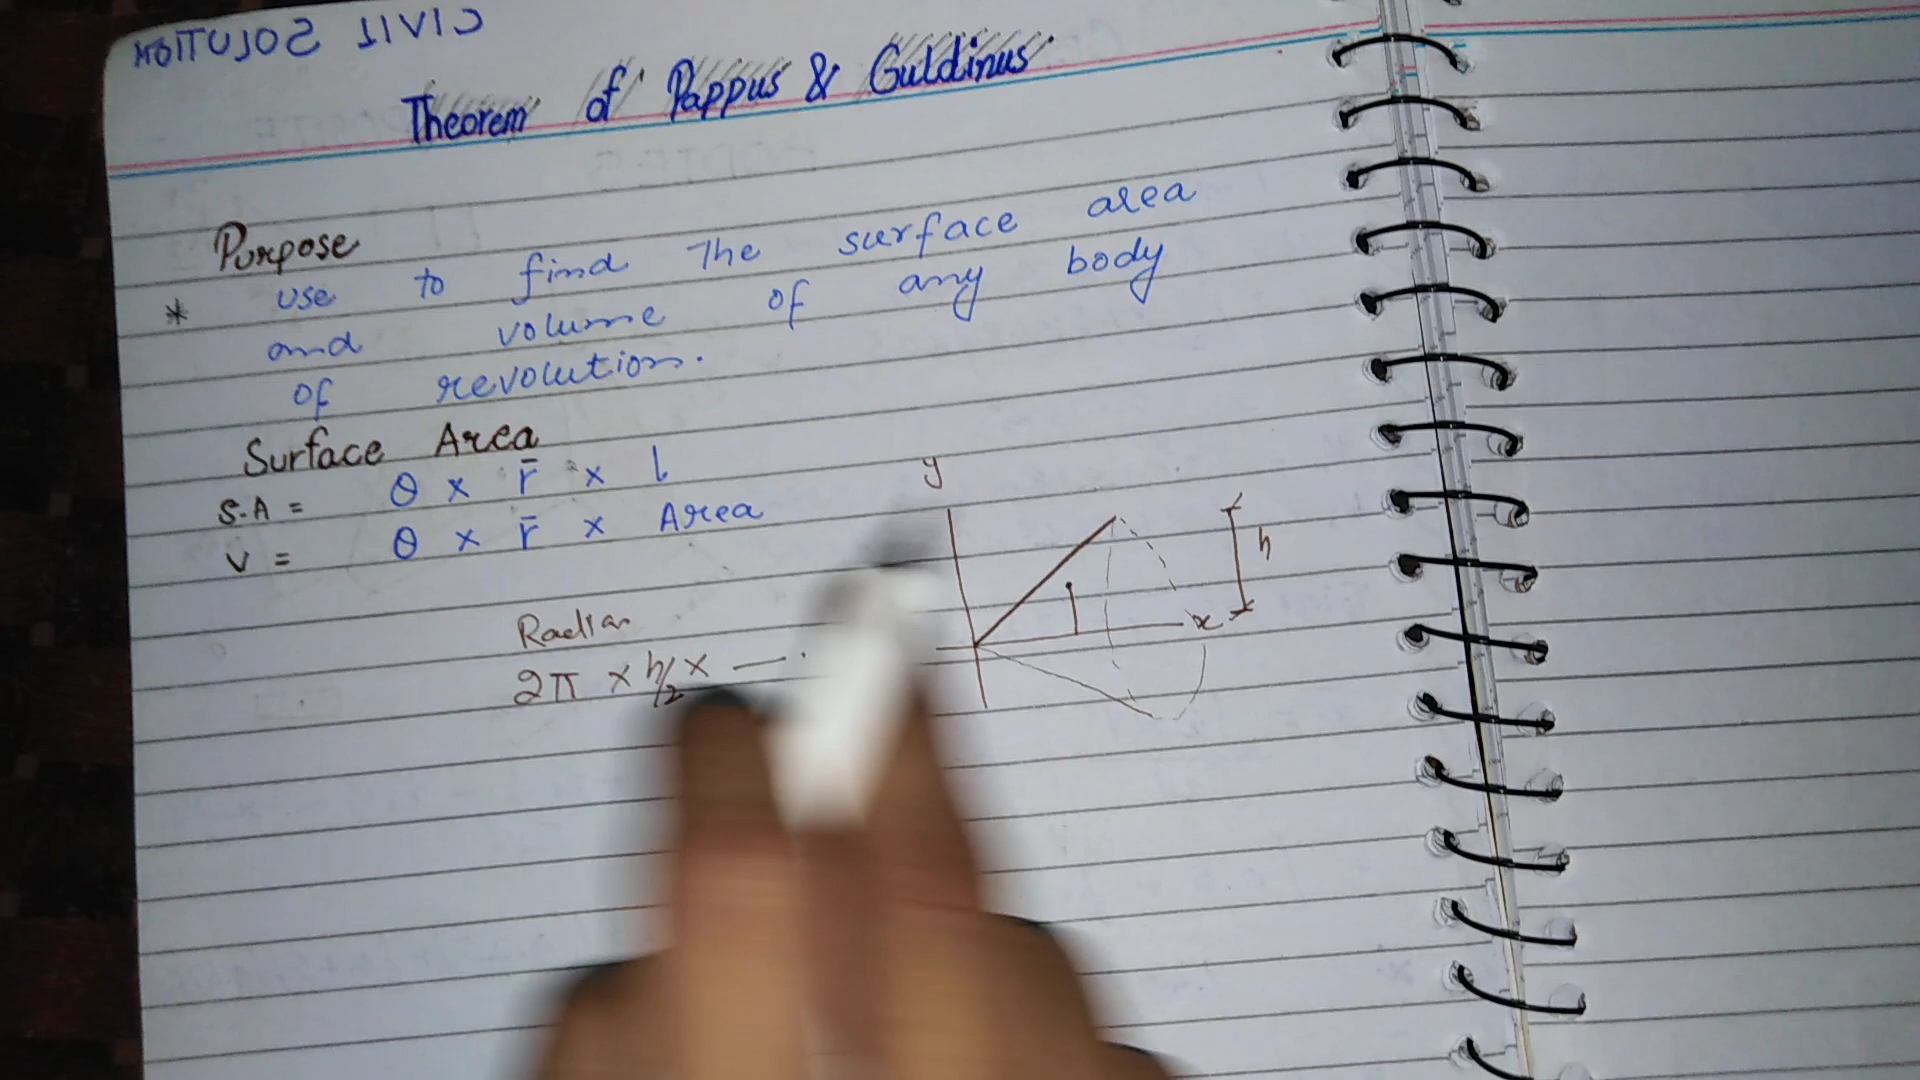 CIVIL SOLUTION
Theorem of Pappus & Guldinus
Purpose
* use to find The surface area
and volume of any body
of revolution.
Surface Area
S.A = θ x r̄ x l
V = θ x r̄ x Area
y
h
x
Radian
2π x h/2 x —